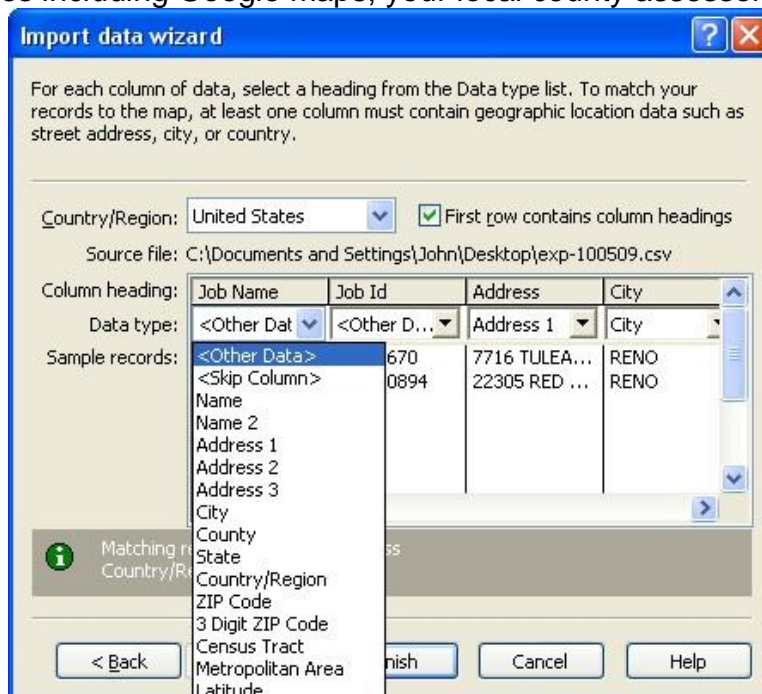 including Google maps, your local county assessor
Import data wizard
For each column of data, select a heading from the Data type list. To match your
records to the map, at least one column must contain geographic location data such as
street address, city, or country.
Country/Region: United States First row contains column headings
Source file: C:\Documents and Settings\John\Desktop\exp-100509.csv
Column heading: Job Name Job Id Address City
Data type: <Other Dat <Other D... Address 1 City
Sample records: <Other Data> 670 7716 TULEA... RENO
<Skip Column> 0894 22305 RED ... RENO
Name
Name 2
Address 1
Address 2
Address 3
City
County
State
Country/Region
ZIP Code
3 Digit ZIP Code
Census Tract
Metropolitan Area
Latitude
Matching
< Back Cancel Help